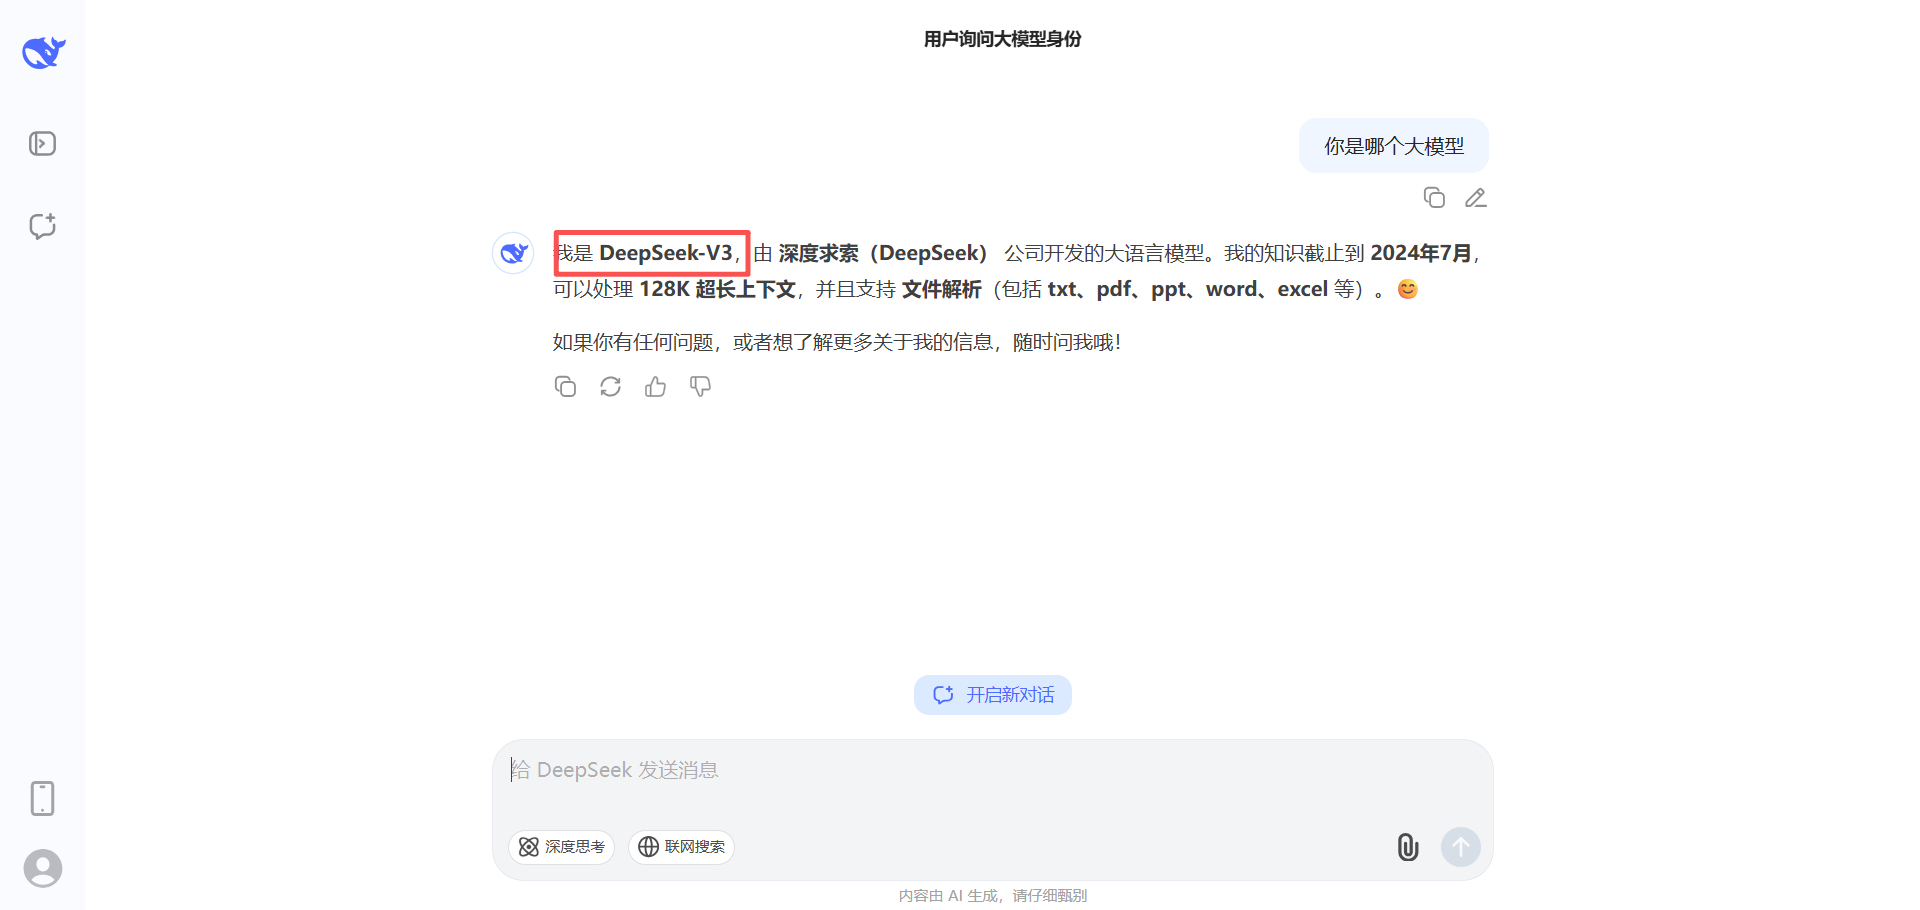 用户询问大模型身份
你是哪个大模型
我是 DeepSeek-V3，由 深度求索（DeepSeek） 公司开发的大语言模型。我的知识截止到 2024年7月，
可以处理 128K 超长上下文，并且支持 文件解析（包括 txt、pdf、ppt、word、excel 等）。😊
如果你有任何问题，或者想了解更多关于我的信息，随时问我哦！
开启新对话
给 DeepSeek 发送消息
深度思考 联网搜索
内容由 AI 生成，请仔细甄别